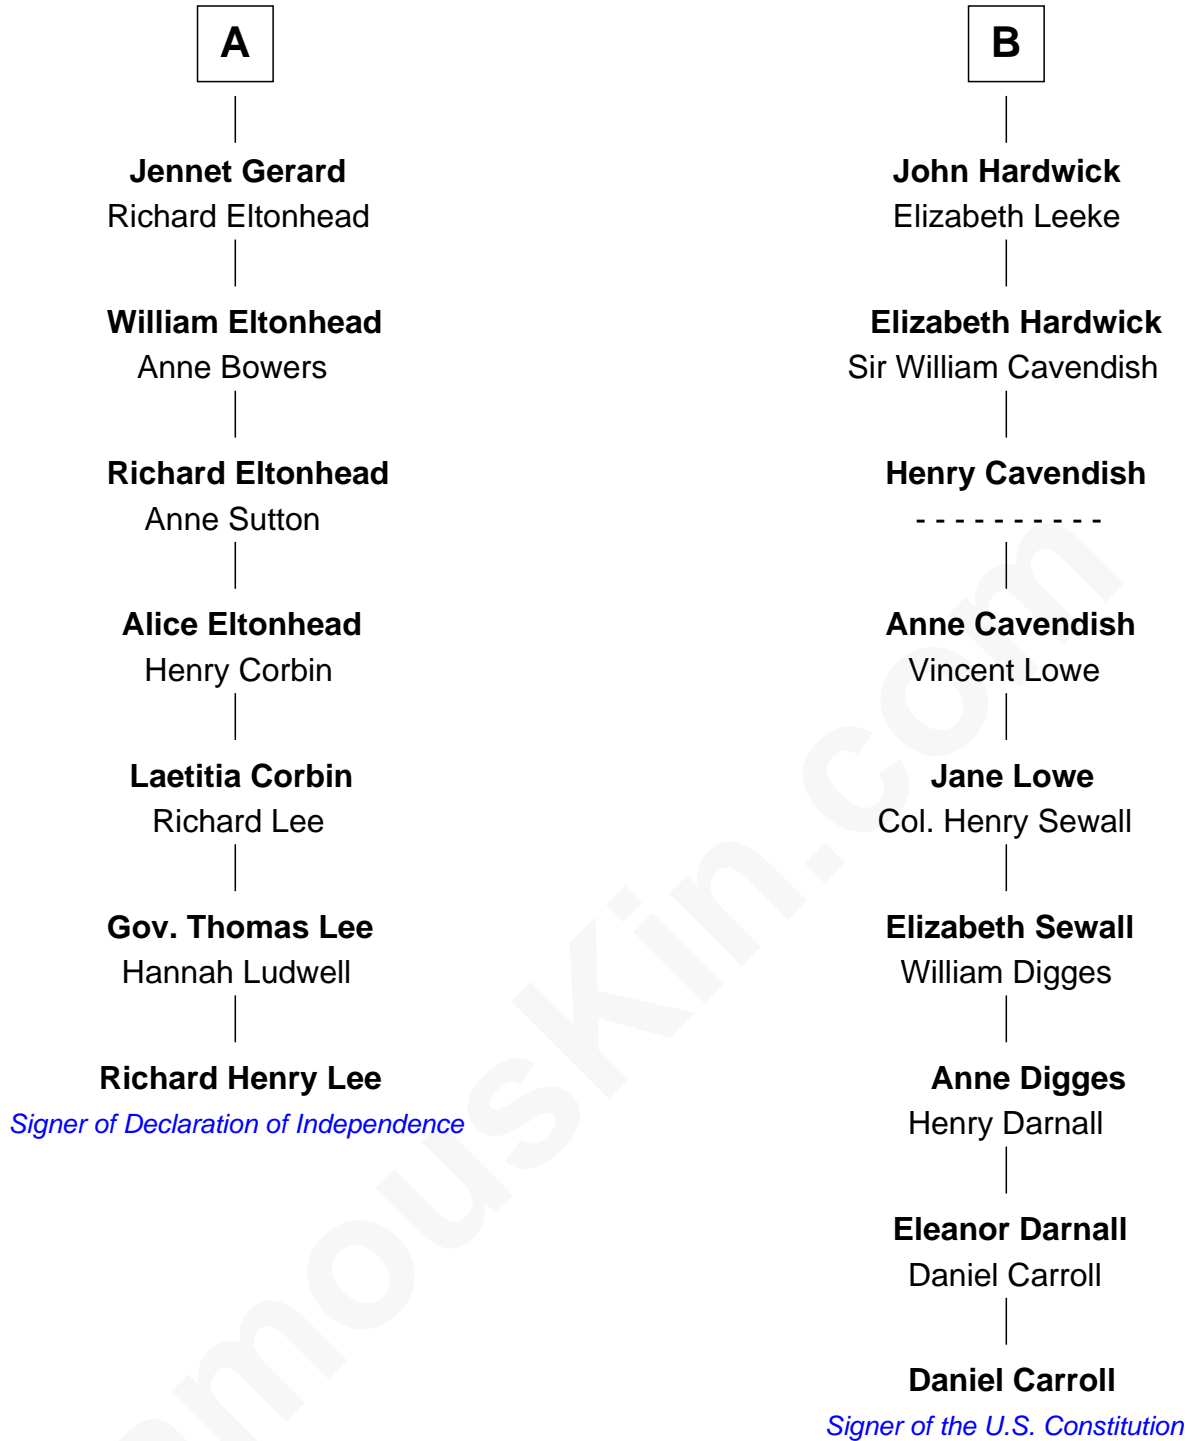 A
Jennet Gerard
Richard Eltonhead
William Eltonhead
Anne Bowers
Richard Eltonhead
Anne Sutton
Alice Eltonhead
Henry Corbin
Laetitia Corbin
Richard Lee
Gov. Thomas Lee
Hannah Ludwell
Richard Henry Lee
Signer of Declaration of Independence
B
John Hardwick
Elizabeth Leeke
Elizabeth Hardwick
Sir William Cavendish
Henry Cavendish
- - - - - - - - - -
Anne Cavendish
Vincent Lowe
Jane Lowe
Col. Henry Sewall
Elizabeth Sewall
William Digges
Anne Digges
Henry Darnall
Eleanor Darnall
Daniel Carroll
Daniel Carroll
Signer of the U.S. Constitution
amousKin.com